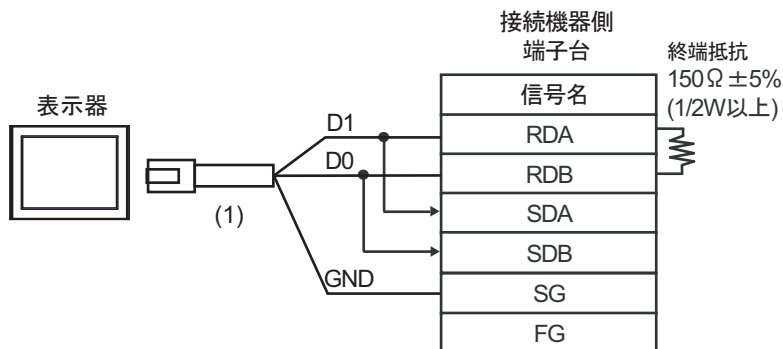 接続機器側
端子台
終端抵抗
150Ω±5%
(1/2W以上)
表示器
信号名
D1
RDA
D0
RDB
(1)
SDA
SDB
GND
SG
FG